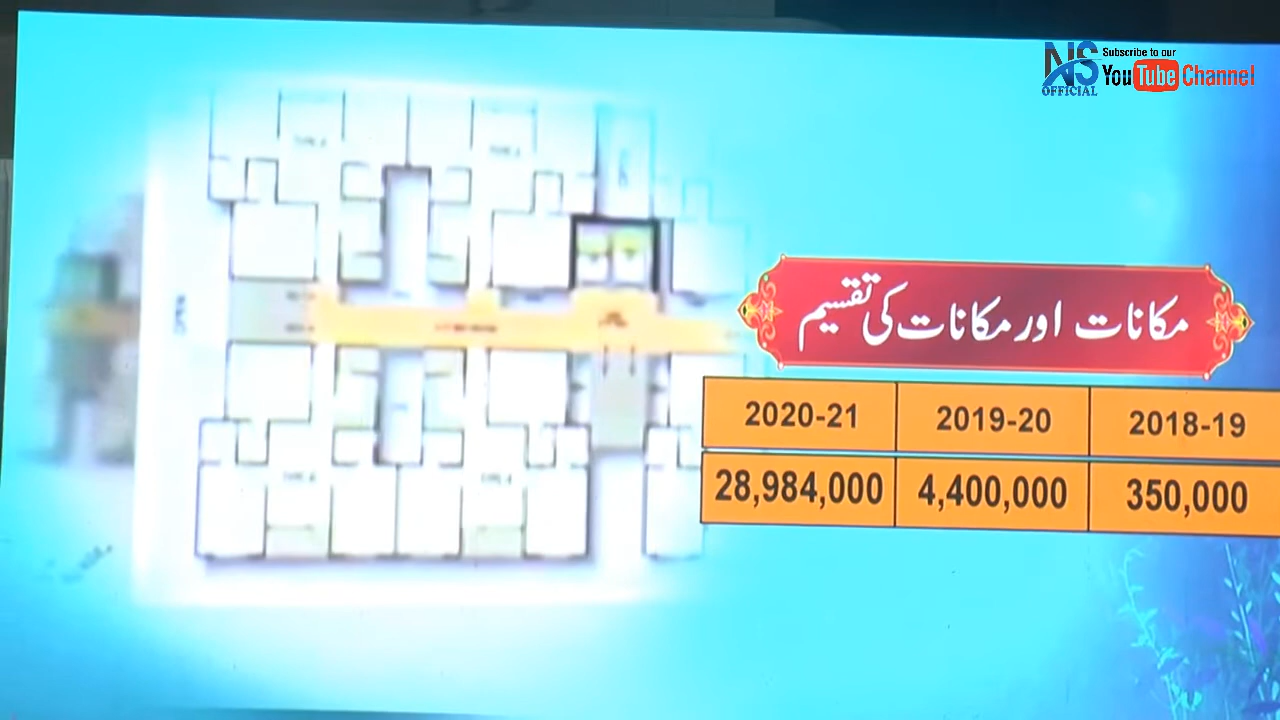 NS
OFFICIAL
Subscribe to our
YouTube Channel
مکانات اور مکانات کی تقسیم
2020-21 2019-20 2018-19
28,984,000 4,400,000 350,000
OPEN